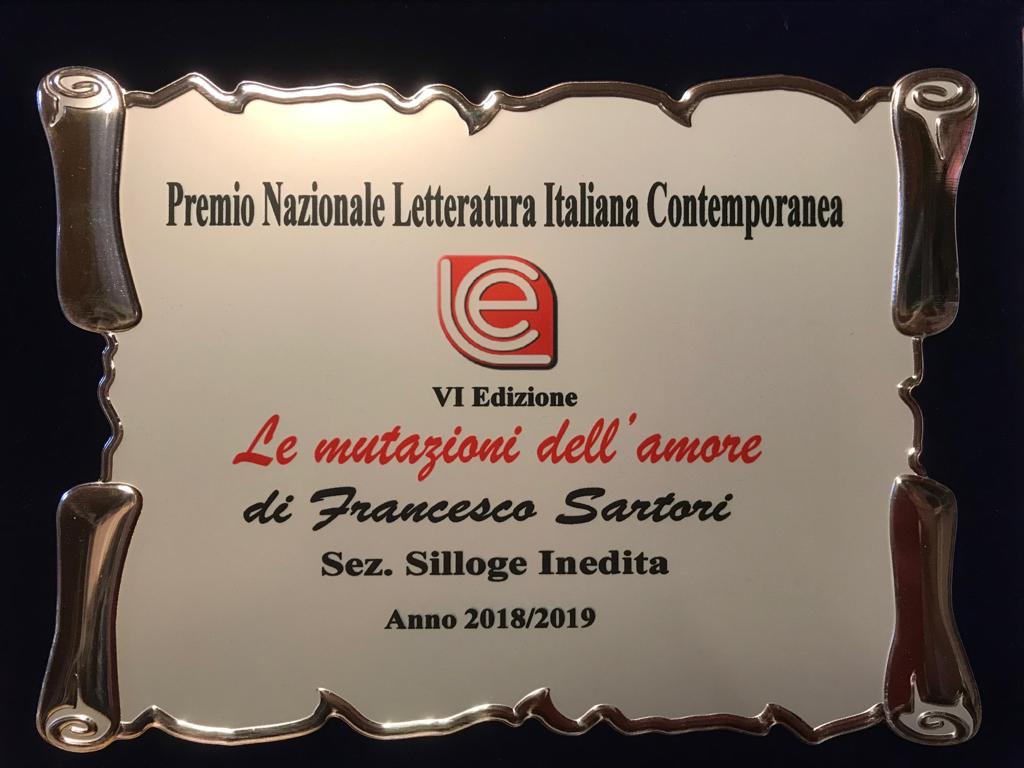 Premio Nazionale Letteratura Italiana Contemporanea
LCe
VI Edizione
Le mutazioni dell'amore
di Francesco Sartori
Sez. Silloge Inedita
Anno 2018/2019